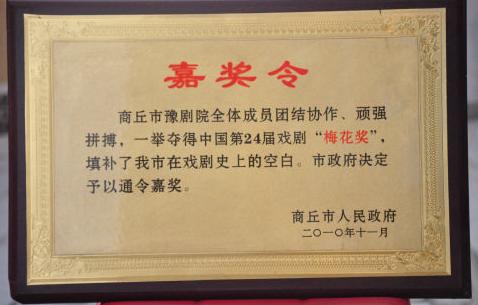 嘉奖令
商丘市豫剧院全体成员团结协作、顽强
拼搏，一举夺得中国第24届戏剧“梅花奖”，
填补了我市在戏剧史上的空白。市政府决定
予以通令嘉奖。
商丘市人民政府
二〇一〇年十一月